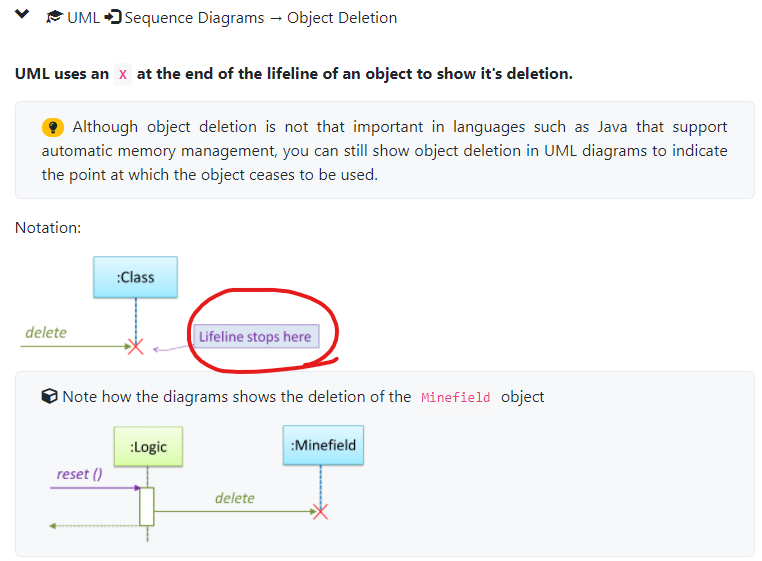 UML Sequence Diagrams → Object Deletion
UML uses an X at the end of the lifeline of an object to show it's deletion.
Although object deletion is not that important in languages such as Java that support
automatic memory management, you can still show object deletion in UML diagrams to indicate
the point at which the object ceases to be used.
Notation:
:Class
delete
Lifeline stops here
Note how the diagrams shows the deletion of the Minefield object
:Logic
:Minefield
reset ()
delete